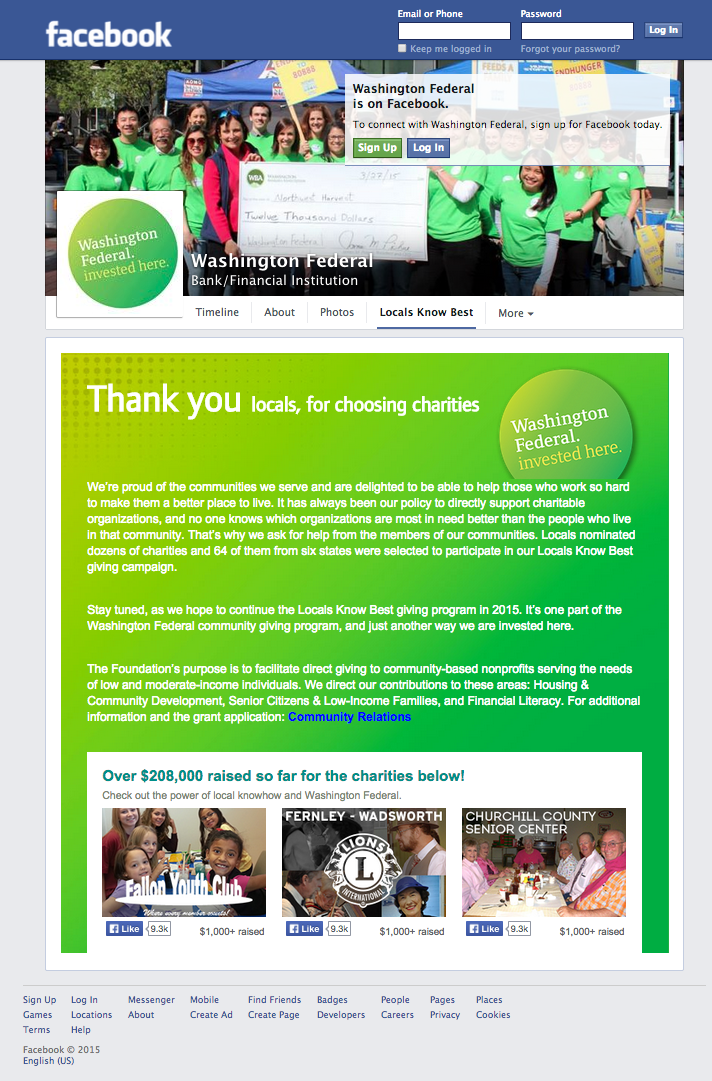 facebook
Email or Phone
Password
Log In
Keep me logged in
Forgot your password?
FEEDS A
ENDHUNGER
Washington Federal
is on Facebook.
To connect with Washington Federal, sign up for Facebook today.
Sign Up
Log In
WBA
3/27/15
Northwest Harvest
Twelve Thousand Dollars
Washington Federal
Washington
Federal.
invested here.
Washington Federal
Bank/Financial Institution
Timeline
About
Photos
Locals Know Best
More
Thank you locals, for choosing charities
Washington
Federal.
invested here.
We're proud of the communities we serve and are delighted to be able to help those who work so hard
to make them a better place to live. It has always been our policy to directly support charitable
organizations, and no one knows which organizations are most in need better than the people who live
in that community. That's why we ask for help from the members of our communities. Locals nominated
dozens of charities and 64 of them from six states were selected to participate in our Locals Know Best
giving campaign.
Stay tuned, as we hope to continue the Locals Know Best giving program in 2015. It's one part of the
Washington Federal community giving program, and just another way we are invested here.
The Foundation's purpose is to facilitate direct giving to community-based nonprofits serving the needs
of low and moderate-income individuals. We direct our contributions to these areas: Housing &
Community Development, Senior Citizens & Low-Income Families, and Financial Literacy. For additional
information and the grant application: Community Relations
Over $208,000 raised so far for the charities below!
Check out the power of local knowhow and Washington Federal.
Fallon Youth Club
Where every member counts!
Like 9.3k
$1,000+ raised
FERNLEY - WADSWORTH
LIONS
L
INTERNATIONAL
Like 9.3k
$1,000+ raised
CHURCHILL COUNTY
SENIOR CENTER
Like 9.3k
$1,000+ raised
Sign Up Log In Messenger Mobile Find Friends Badges People Pages Places
Games Locations About Create Ad Create Page Developers Careers Privacy Cookies
Terms Help
Facebook © 2015
English (US)